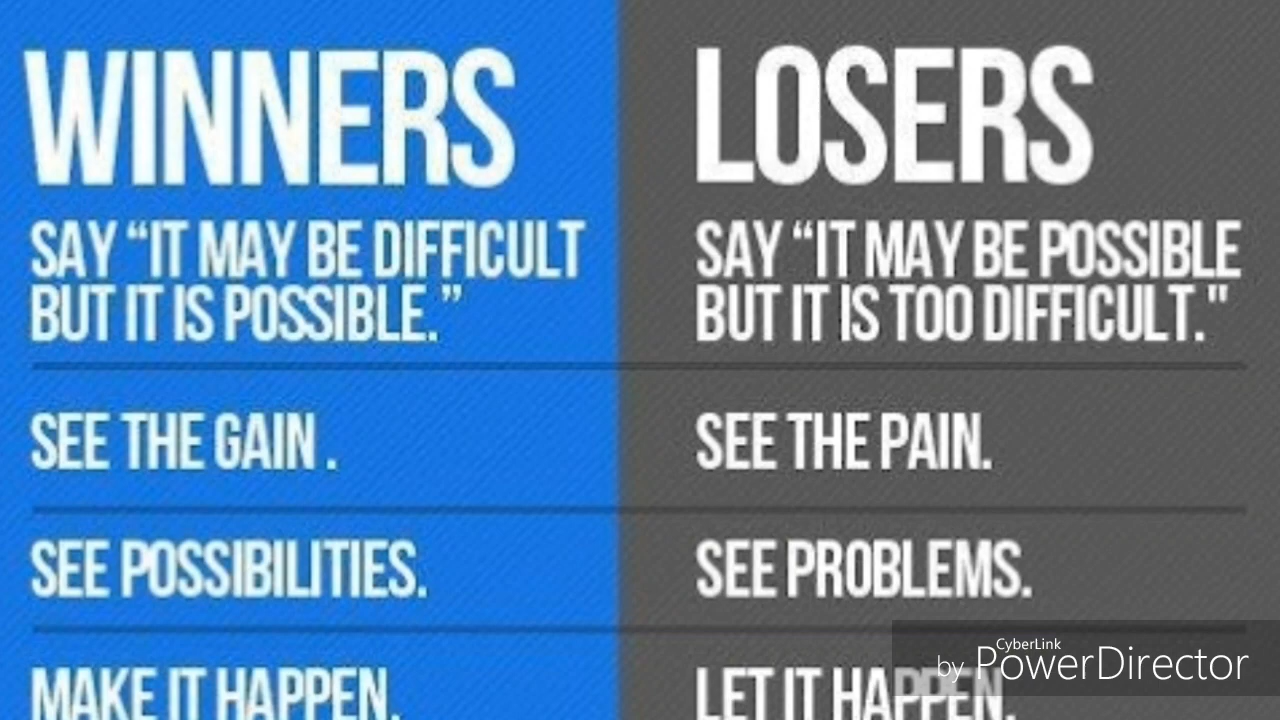 WINNERS
SAY “IT MAY BE DIFFICULT
BUT IT IS POSSIBLE.”
SEE THE GAIN .
SEE POSSIBILITIES.
MAKE IT HAPPEN.
LOSERS
SAY “IT MAY BE POSSIBLE
BUT IT IS TOO DIFFICULT."
SEE THE PAIN.
SEE PROBLEMS.
LET IT HAPPEN.
CyberLink
by PowerDirector